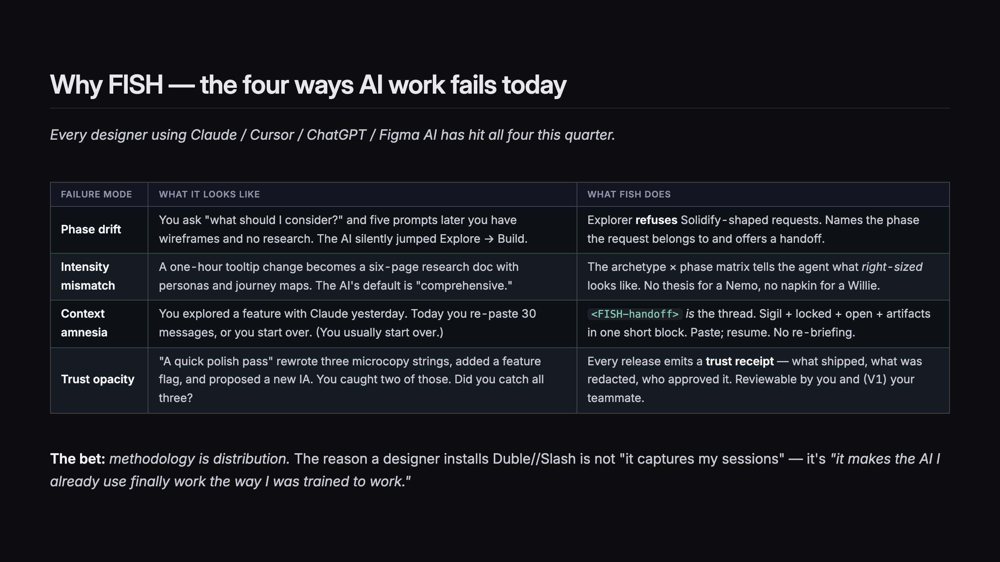 Why FISH — the four ways AI work fails today
Every designer using Claude / Cursor / ChatGPT / Figma AI has hit all four this quarter.
FAILURE MODE
WHAT IT LOOKS LIKE
WHAT FISH DOES
Phase drift
You ask "what should I consider?" and five prompts later you have
wireframes and no research. The AI silently jumped Explore → Build.
Explorer refuses Solidify-shaped requests. Names the phase
the request belongs to and offers a handoff.
Intensity
mismatch
A one-hour tooltip change becomes a six-page research doc with
personas and journey maps. The AI's default is "comprehensive."
The archetype × phase matrix tells the agent what right-sized
looks like. No thesis for a Nemo, no napkin for a Willie.
Context
amnesia
You explored a feature with Claude yesterday. Today you re-paste 30
messages, or you start over. (You usually start over.)
<FISH-handoff> is the thread. Sigil + locked + open + artifacts
in one short block. Paste; resume. No re-briefing.
Trust opacity
"A quick polish pass" rewrote three microcopy strings, added a feature
flag, and proposed a new IA. You caught two of those. Did you catch all
three?
Every release emits a trust receipt — what shipped, what was
redacted, who approved it. Reviewable by you and (V1) your
teammate.
The bet: methodology is distribution. The reason a designer installs Duble//Slash is not "it captures my sessions" — it's "it makes the AI I
already use finally work the way I was trained to work."